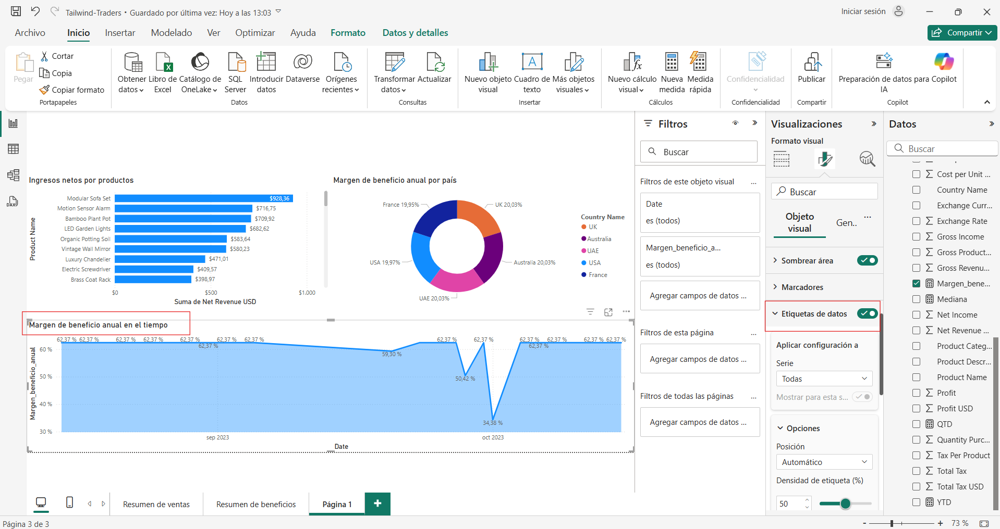 Tailwind-Traders • Guardado por última vez: Hoy a las 13:03
Iniciar sesión
Archivo
Inicio
Insertar
Modelado
Ver
Optimizar
Ayuda
Formato
Datos y detalles
Compartir
Pegar
Cortar
Copia
Copiar formato
Portapapeles
Obtener datos
Libro de Excel
Catálogo de OneLake
SQL Server
Introducir datos
Dataverse
Orígenes recientes
Datos
Transformar datos
Actualizar
Consultas
Nuevo objeto visual
Cuadro de texto
Más objetos visuales
Insertar
Nuevo cálculo visual
Nueva medida
Medida rápida
Cálculos
Confidencialidad
Confidencialidad
Publicar
Compartir
Preparación de datos para IA
Copilot
Copilot
DAX
Ingresos netos por productos
Product Name
Modular Sofa Set
$928,36
Motion Sensor Alarm
$716,75
Bamboo Plant Pot
$709,92
LED Garden Lights
$682,62
Organic Potting Soil
$583,64
Vintage Wall Mirror
$580,23
Luxury Chandelier
$471,01
Electric Screwdriver
$409,57
Brass Coat Rack
$398,97
$0
$500
$1.000
Suma de Net Revenue USD
Margen de beneficio anual por país
France 19,95%
UK 20,03%
USA 19,97%
Australia 20,03%
UAE 20,03%
Country Name
UK
Australia
UAE
USA
France
Margen de beneficio anual en el tiempo
Margen_beneficio_anual
60 %
50 %
40 %
30 %
62,37 %
62,37 %
62,37 %
62,37 %
62,37 %
62,37 %
62,37 %
62,37 %
59,30 %
62,37 %
50,42 %
62,37 %
34,38 %
62,37 %
62,37 %
62,37 %
62,37 %
62,37 %
sep 2023
oct 2023
Date
Filtros
Buscar
Filtros de este objeto visual
...
Date
es (todos)
Margen_beneficio_a...
es (todos)
Agregar campos de datos ...
Filtros de esta página
...
Agregar campos de datos ...
Filtros de todas las páginas
...
Agregar campos de datos ...
Visualizaciones
Formato visual
Buscar
Objeto visual
Gen..
...
Sombrear área
Marcadores
Etiquetas de datos
Aplicar configuración a
Serie
Todas
Mostrar para esta s...
Opciones
Posición
Automático
Densidad de etiqueta (%)
50
Datos
Buscar
Cost per Unit ...
Country Name
Exchange Curr...
Exchange Rate
Gross Income
Gross Product...
Gross Revenu...
Margen_bene...
Mediana
Net Income
Net Revenue ...
Product Categ...
Product Descr...
Product Name
Profit
Profit USD
QTD
Quantity Purc...
Tax Per Product
Total Tax
Total Tax USD
YTD
Resumen de ventas
Resumen de beneficios
Página 1
+
Página 3 de 3
- + 73 %